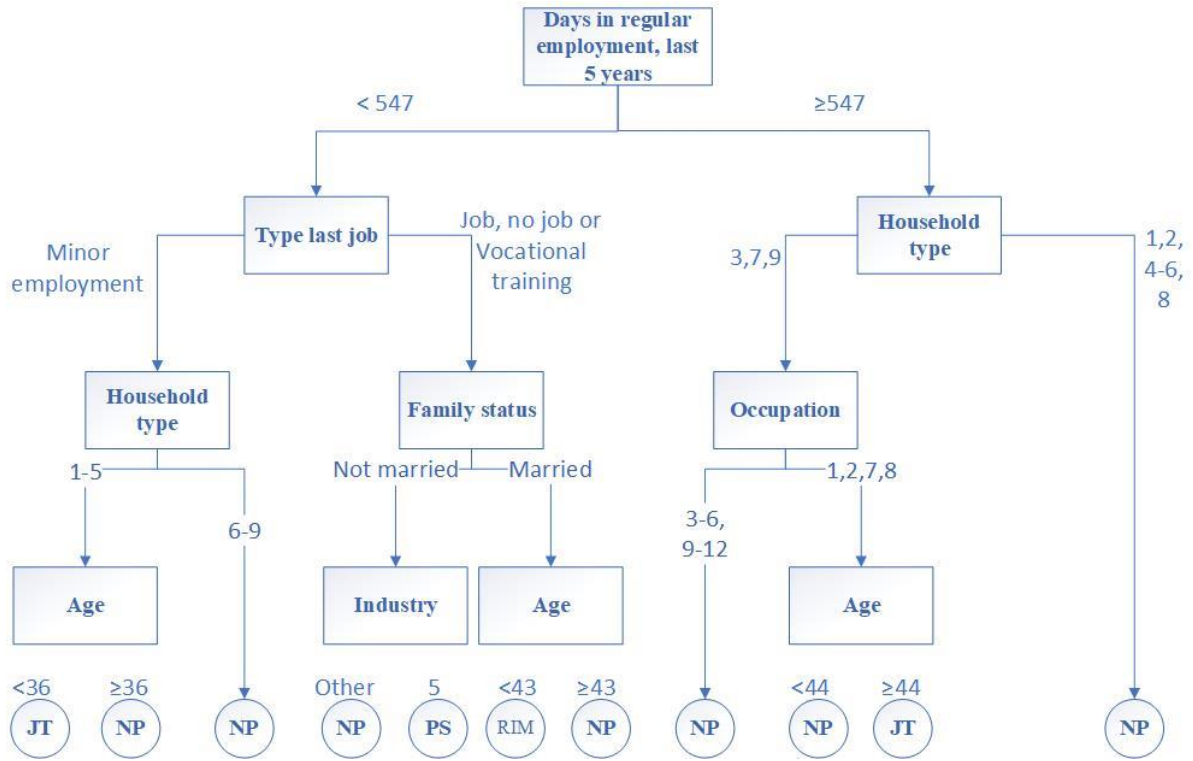 Days in regular
employment, last
5 years
< 547
≥547
Type last job
Household
type
Minor
employment
Job, no job or
Vocational
training
3,7,9
1,2,
4-6,
8
Household
type
Family status
Occupation
1-5
6-9
Not married
Married
3-6,
9-12
1,2,7,8
Age
Industry
Age
Age
<36
≥36
Other
5
<43
≥43
<44
≥44
JT
NP
NP
NP
PS
RIM
NP
NP
NP
JT
NP